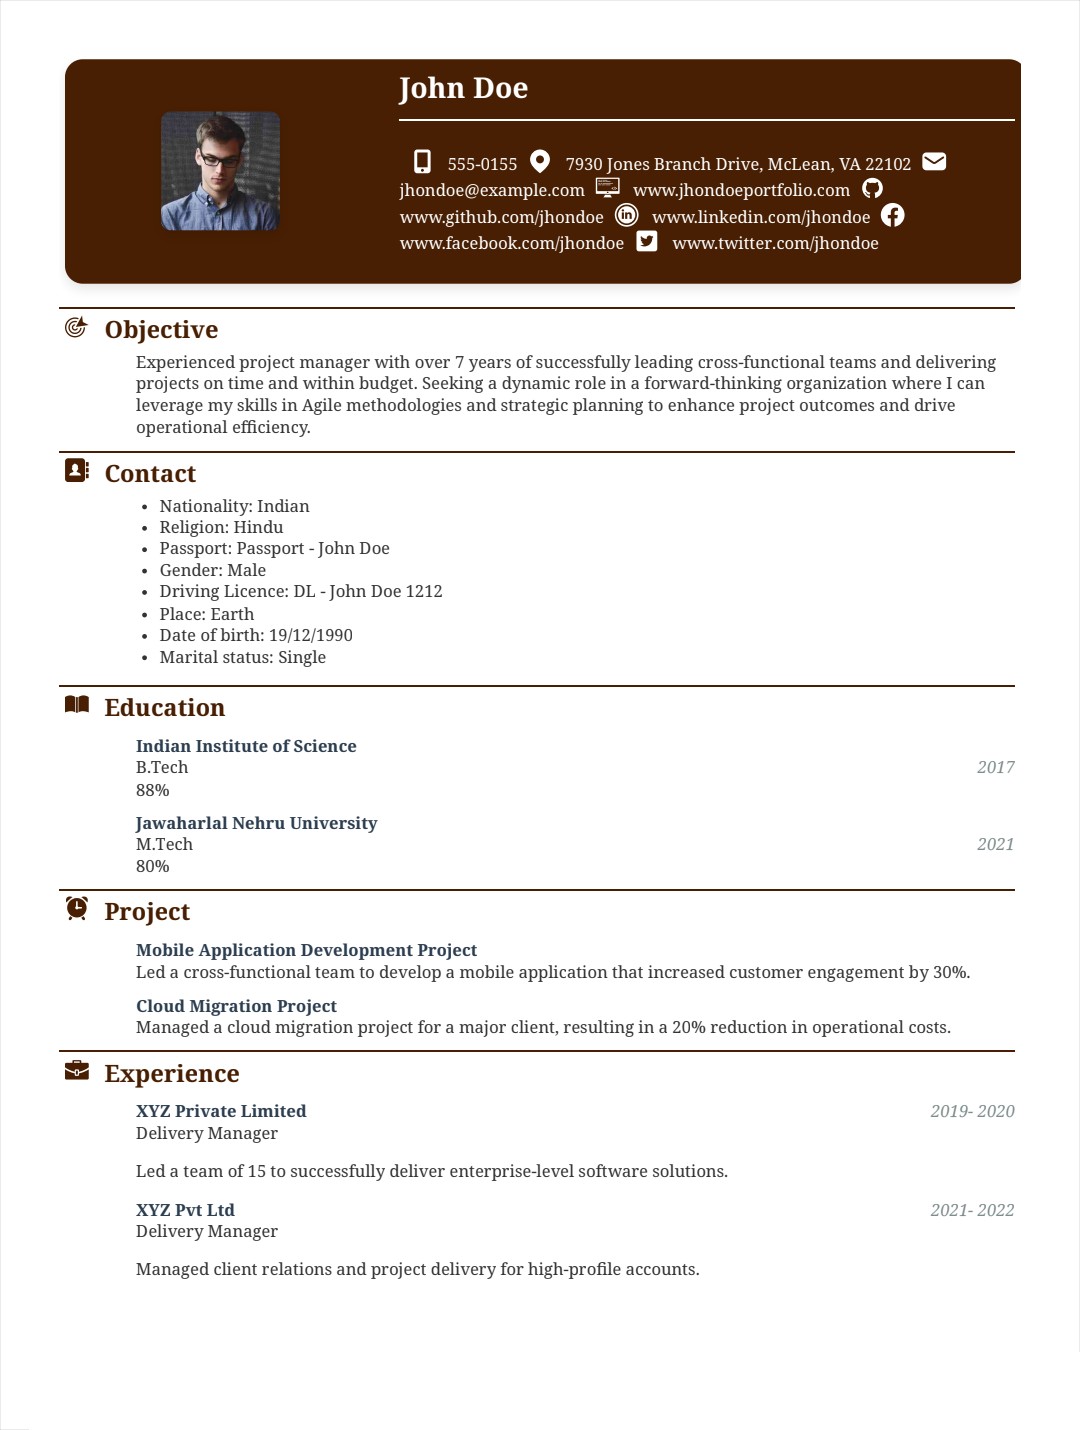 John Doe
555-0155 7930 Jones Branch Drive, McLean, VA 22102
jhondoe@example.com www.jhondoeportfolio.com
www.github.com/jhondoe www.linkedin.com/jhondoe
www.facebook.com/jhondoe www.twitter.com/jhondoe
Objective
Experienced project manager with over 7 years of successfully leading cross-functional teams and delivering
projects on time and within budget. Seeking a dynamic role in a forward-thinking organization where I can
leverage my skills in Agile methodologies and strategic planning to enhance project outcomes and drive
operational efficiency.
Contact
• Nationality: Indian
• Religion: Hindu
• Passport: Passport - John Doe
• Gender: Male
• Driving Licence: DL - John Doe 1212
• Place: Earth
• Date of birth: 19/12/1990
• Marital status: Single
Education
Indian Institute of Science
B.Tech 2017
88%
Jawaharlal Nehru University
M.Tech 2021
80%
Project
Mobile Application Development Project
Led a cross-functional team to develop a mobile application that increased customer engagement by 30%.
Cloud Migration Project
Managed a cloud migration project for a major client, resulting in a 20% reduction in operational costs.
Experience
XYZ Private Limited 2019- 2020
Delivery Manager
Led a team of 15 to successfully deliver enterprise-level software solutions.
XYZ Pvt Ltd 2021- 2022
Delivery Manager
Managed client relations and project delivery for high-profile accounts.